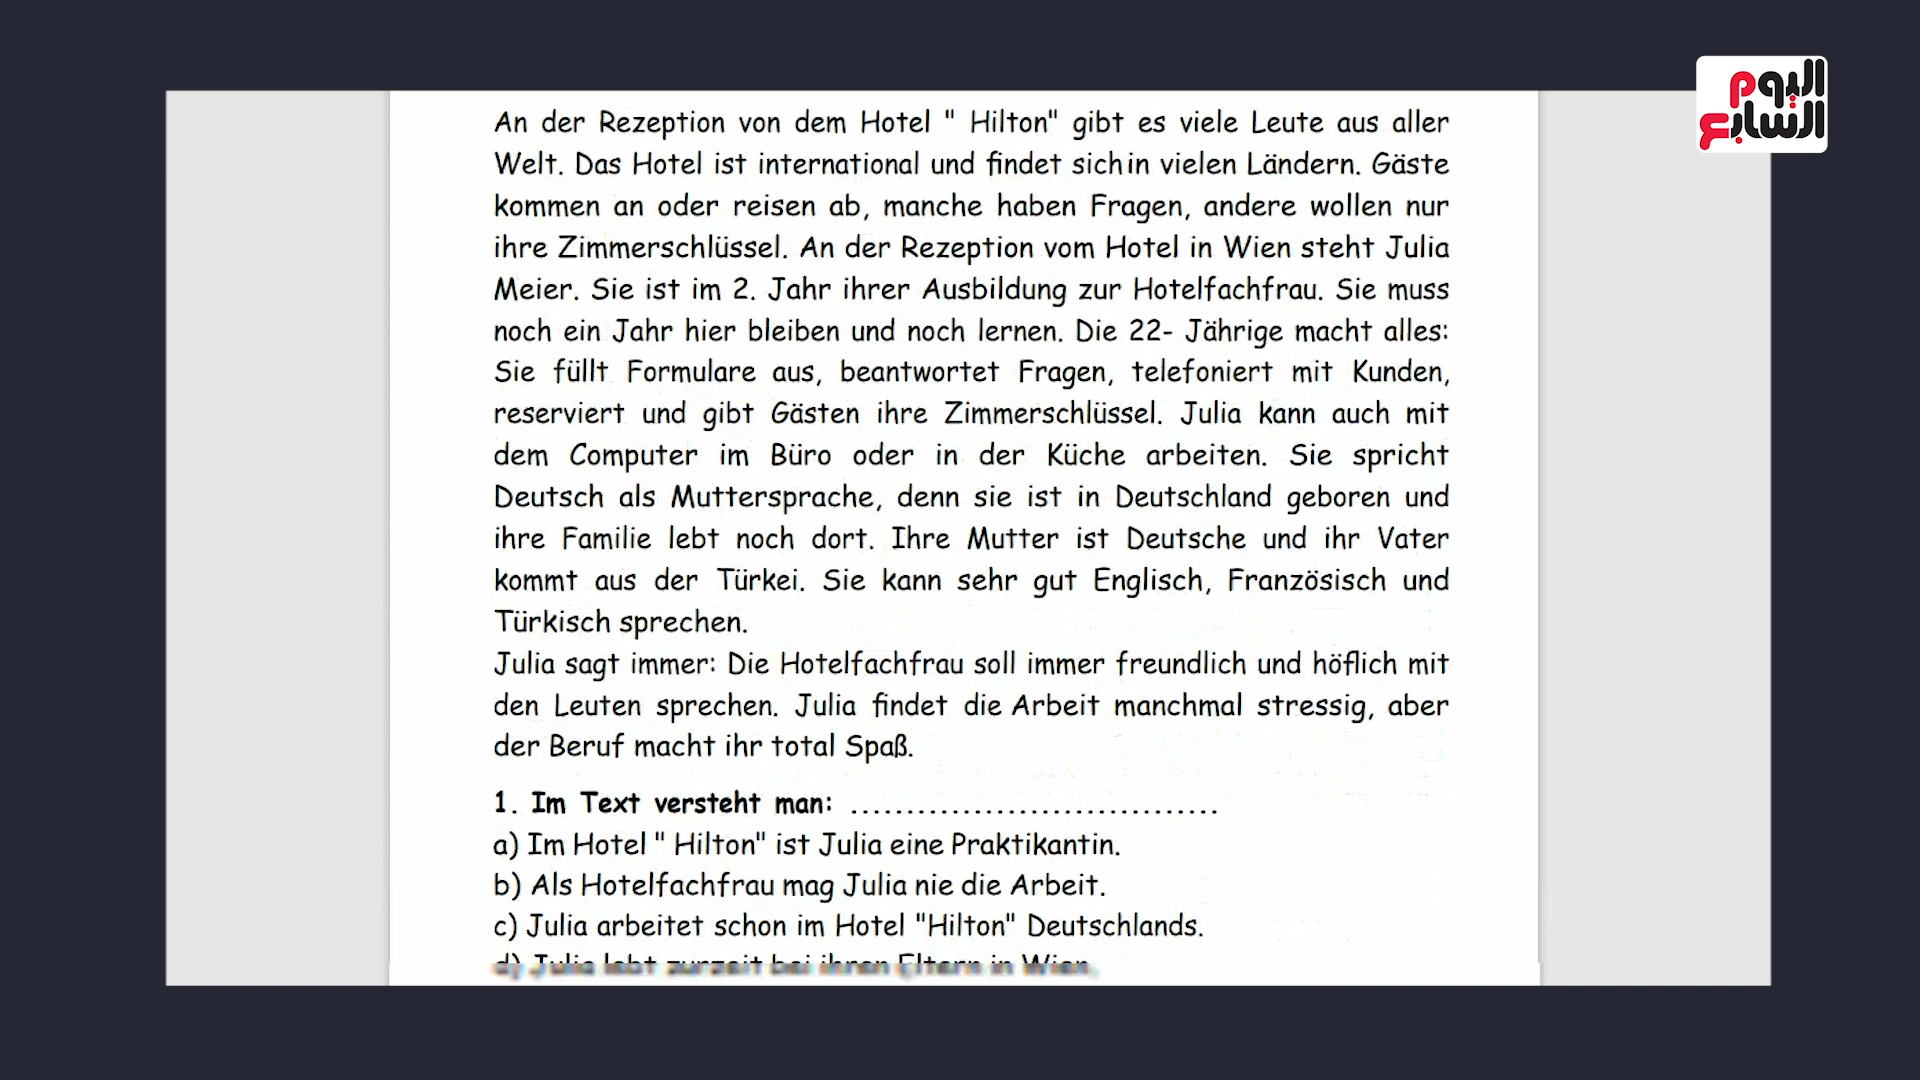 اليوم
السابع
An der Rezeption von dem Hotel " Hilton" gibt es viele Leute aus aller
Welt. Das Hotel ist international und findet sich in vielen Ländern. Gäste
kommen an oder reisen ab, manche haben Fragen, andere wollen nur
ihre Zimmerschlüssel. An der Rezeption vom Hotel in Wien steht Julia
Meier. Sie ist im 2. Jahr ihrer Ausbildung zur Hotelfachfrau. Sie muss
noch ein Jahr hier bleiben und noch lernen. Die 22- Jährige macht alles:
Sie füllt Formulare aus, beantwortet Fragen, telefoniert mit Kunden,
reserviert und gibt Gästen ihre Zimmerschlüssel. Julia kann auch mit
dem Computer im Büro oder in der Küche arbeiten. Sie spricht
Deutsch als Muttersprache, denn sie ist in Deutschland geboren und
ihre Familie lebt noch dort. Ihre Mutter ist Deutsche und ihr Vater
kommt aus der Türkei. Sie kann sehr gut Englisch, Französisch und
Türkisch sprechen.
Julia sagt immer: Die Hotelfachfrau soll immer freundlich und höflich mit
den Leuten sprechen. Julia findet die Arbeit manchmal stressig, aber
der Beruf macht ihr total Spaß.
1. Im Text versteht man: .................................
a) Im Hotel " Hilton" ist Julia eine Praktikantin.
b) Als Hotelfachfrau mag Julia nie die Arbeit.
c) Julia arbeitet schon im Hotel "Hilton" Deutschlands.
d) Julia lebt zurzeit bei ihren Eltern in Wien.